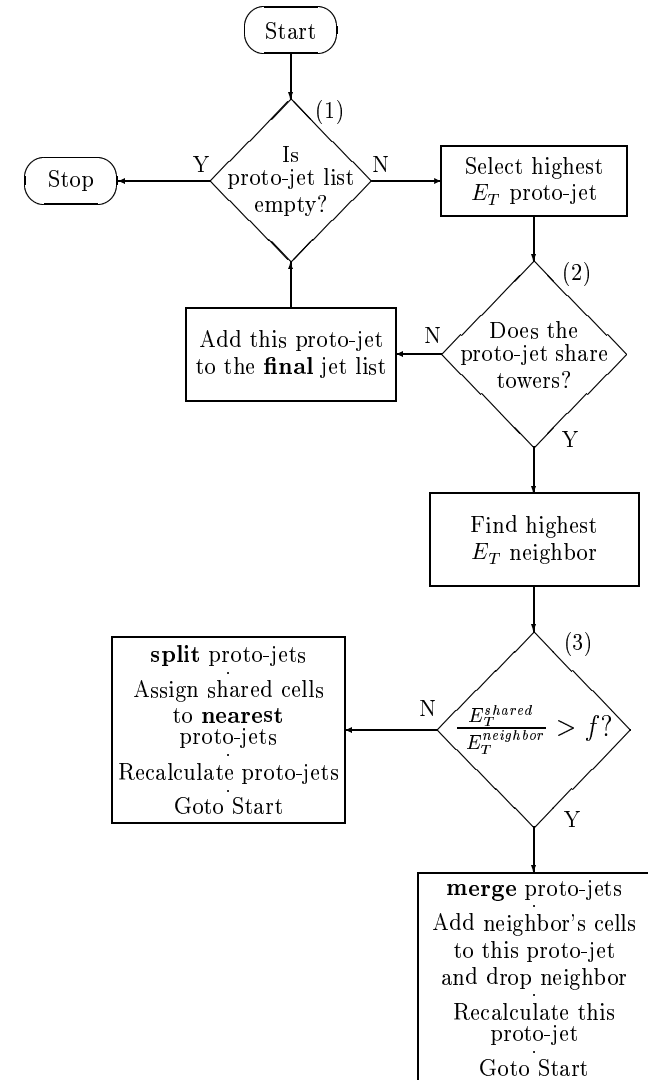 Start
(1)
Is
proto-jet list
empty?
Y
N
Stop
Select highest
E_T proto-jet
(2)
Does the
proto-jet share
towers?
N
Y
Add this proto-jet
to the final jet list
Find highest
E_T neighbor
(3)
E_T^{shared}
E_T^{neighbor} > f?
N
Y
split proto-jets
.
Assign shared cells
to nearest
proto-jets
.
Recalculate proto-jets
.
Goto Start
merge proto-jets
.
Add neighbor's cells
to this proto-jet
and drop neighbor
.
Recalculate this
proto-jet
.
Goto Start